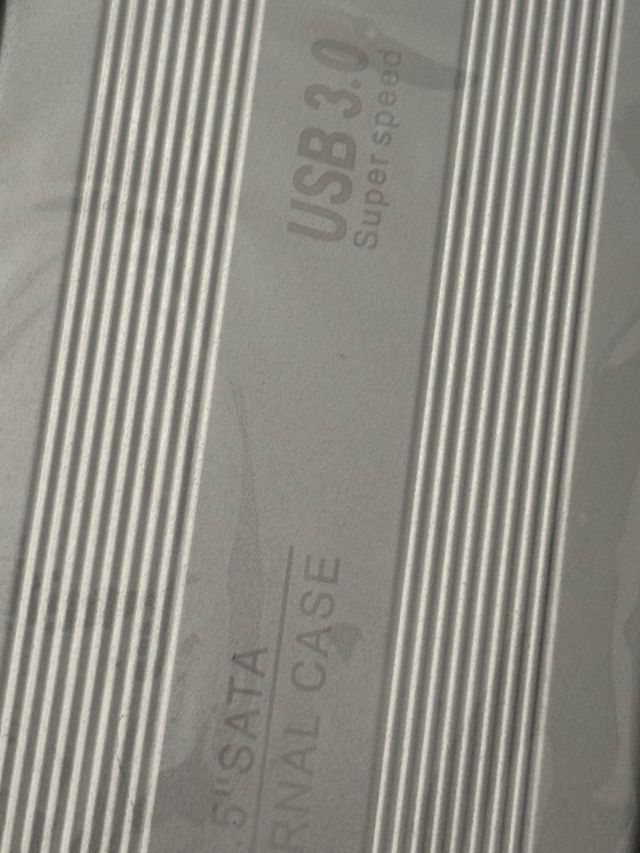 USB 3.0
Super speed
.5" SATA
RNAL CASE